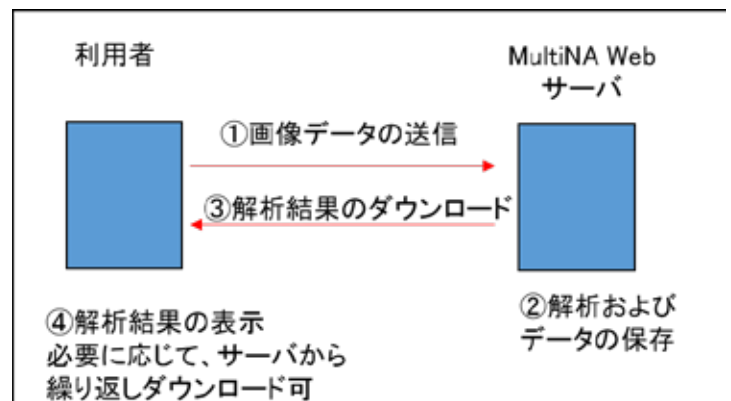 利用者
MultiNA Web
サーバ
①画像データの送信
③解析結果のダウンロード
②解析および
データの保存
④解析結果の表示
必要に応じて、サーバから
繰り返しダウンロード可